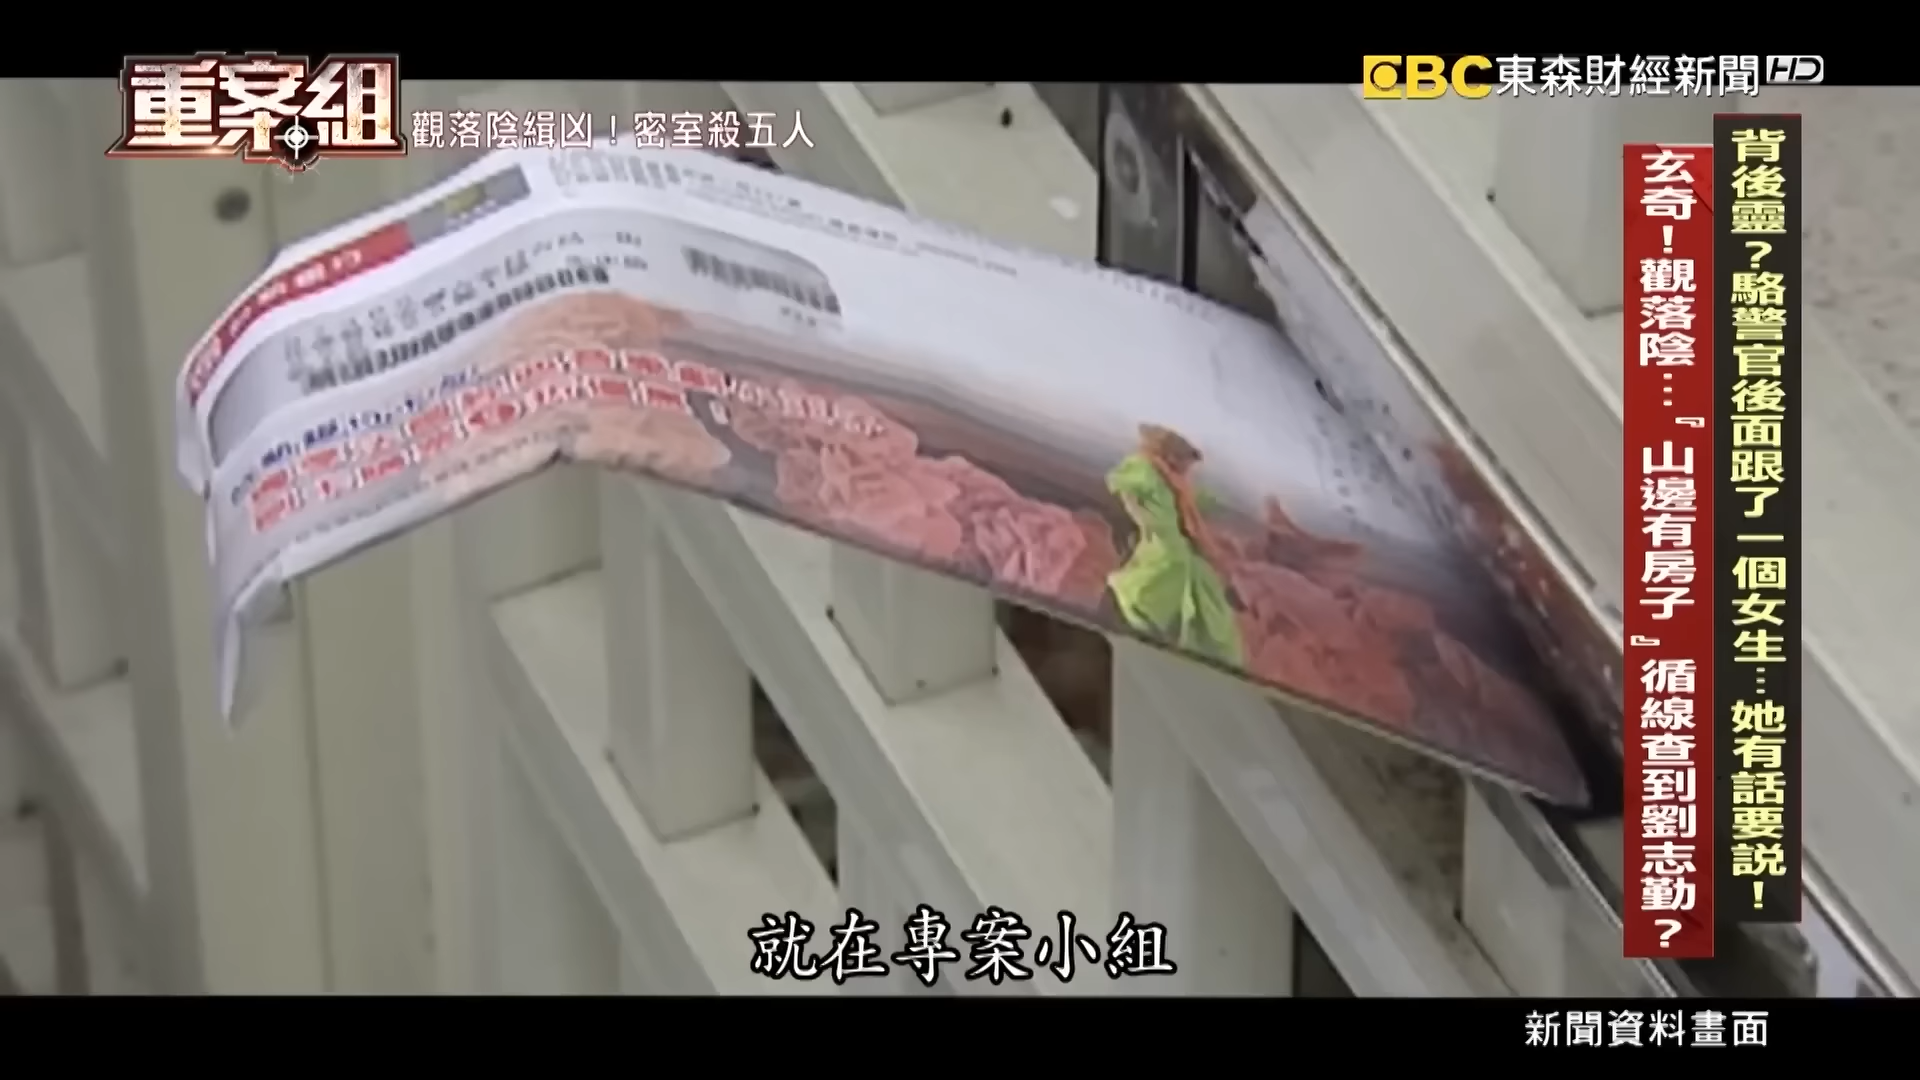 重案組
觀落陰緝凶！密室殺五人
EBC東森財經新聞HD
背後靈？駱警官後面跟了一個女生…她有話要說！
玄奇！觀落陰…『山邊有房子』循線查到劉志勤？
就在專案小組
新聞資料畫面